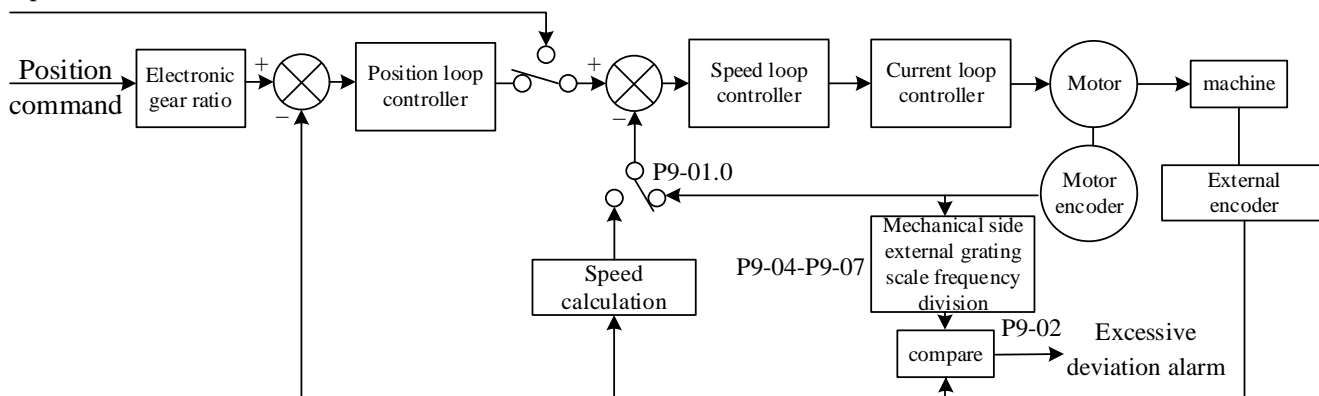 Position
command
Electronic
gear ratio
+
−
Position loop
controller
+
−
Speed loop
controller
Current loop
controller
Motor
machine
P9-01.0
Motor
encoder
External
encoder
Speed
calculation
P9-04-P9-07
Mechanical side
external grating
scale frequency
division
compare
P9-02
Excessive
deviation alarm